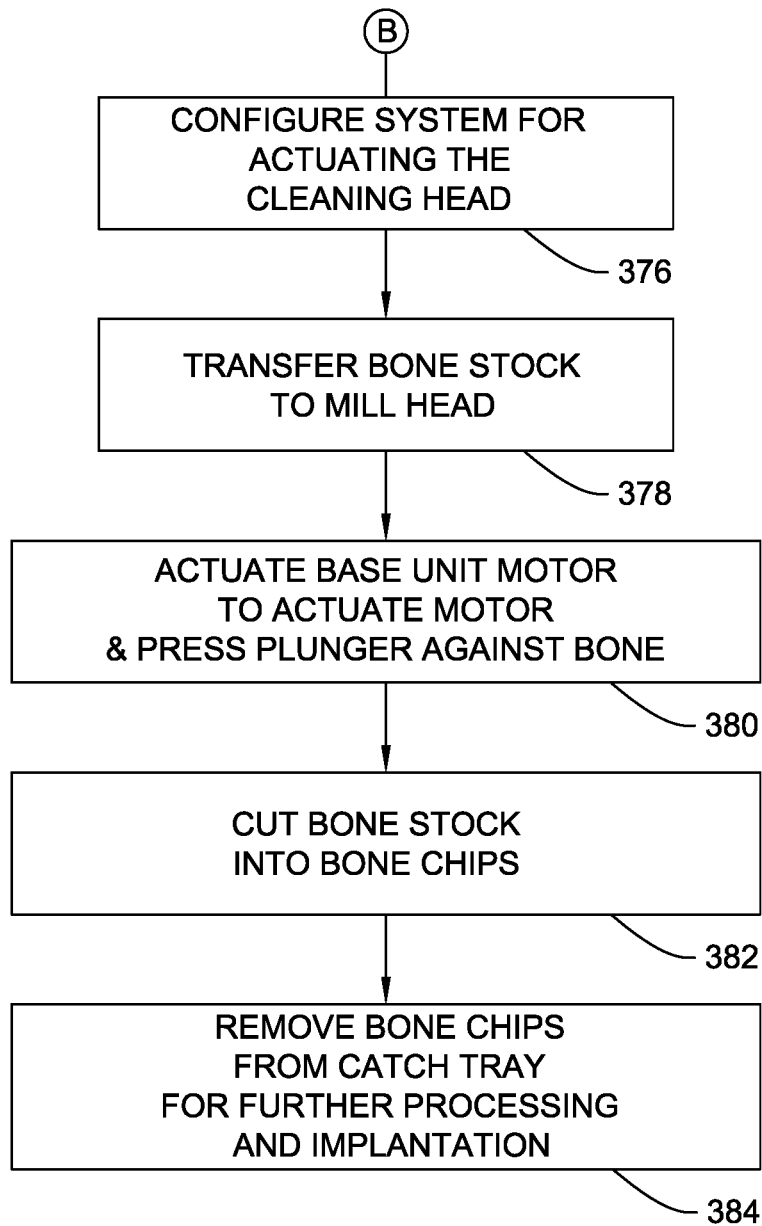 B
CONFIGURE SYSTEM FOR
ACTUATING THE
CLEANING HEAD
376
TRANSFER BONE STOCK
TO MILL HEAD
378
ACTUATE BASE UNIT MOTOR
TO ACTUATE MOTOR
& PRESS PLUNGER AGAINST BONE
380
CUT BONE STOCK
INTO BONE CHIPS
382
REMOVE BONE CHIPS
FROM CATCH TRAY
FOR FURTHER PROCESSING
AND IMPLANTATION
384